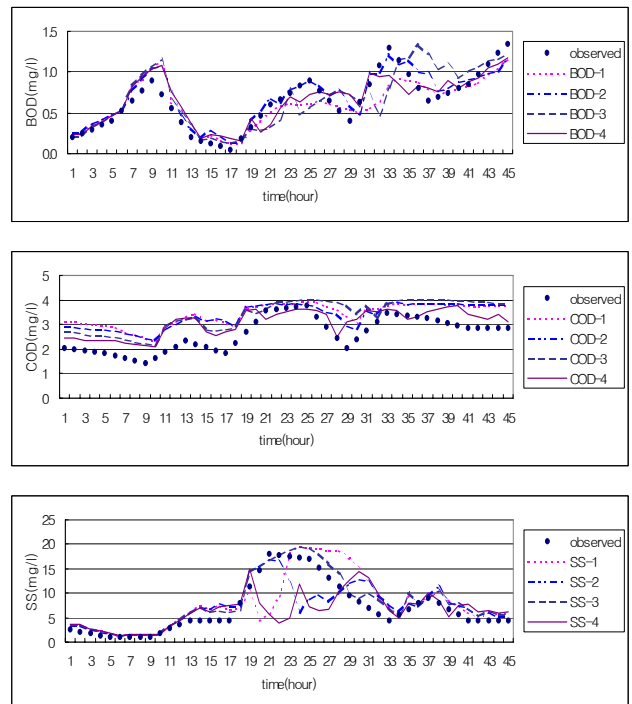 1.5
1.0
0.5
0.0
BOD(mg/l)
1 3 5 7 9 11 13 15 17 19 21 23 25 27 29 31 33 35 37 39 41 43 45
time(hour)
observed
BOD-1
BOD-2
BOD-3
BOD-4
5
4
3
2
1
0
COD(mg/l)
1 3 5 7 9 11 13 15 17 19 21 23 25 27 29 31 33 35 37 39 41 43 45
time(hour)
observed
COD-1
COD-2
COD-3
COD-4
25
20
15
10
5
0
SS(mg/l)
1 3 5 7 9 11 13 15 17 19 21 23 25 27 29 31 33 35 37 39 41 43 45
time(hour)
observed
SS-1
SS-2
SS-3
SS-4